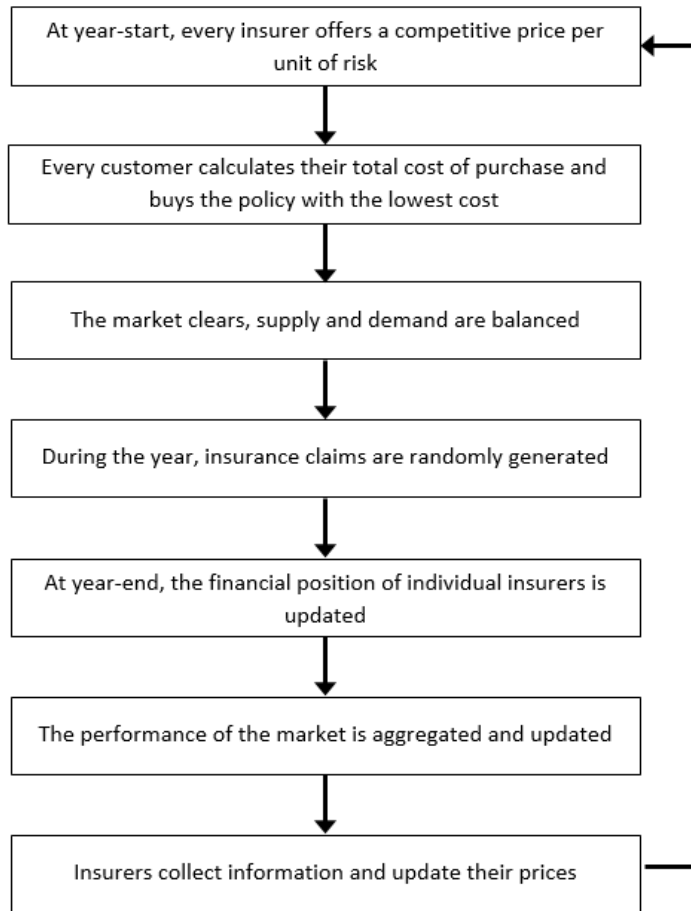 At year-start, every insurer offers a competitive price per
unit of risk
Every customer calculates their total cost of purchase and
buys the policy with the lowest cost
The market clears, supply and demand are balanced
During the year, insurance claims are randomly generated
At year-end, the financial position of individual insurers is
updated
The performance of the market is aggregated and updated
Insurers collect information and update their prices